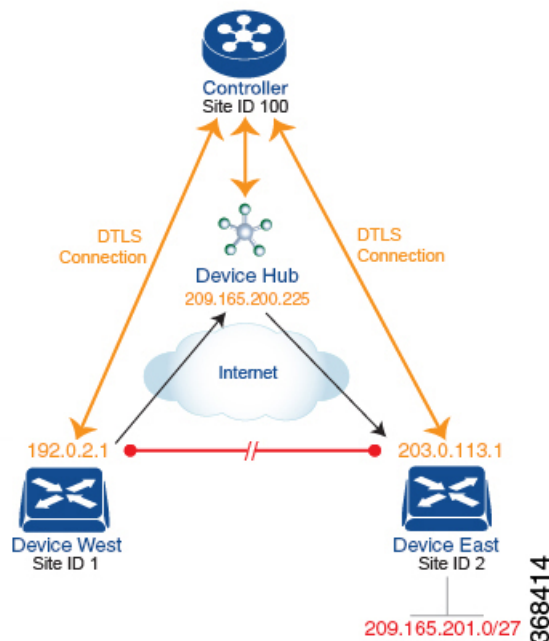 Controller
Site ID 100
DTLS
Connection
DTLS
Connection
Device Hub
209.165.200.225
Internet
192.0.2.1
203.0.113.1
Device West
Site ID 1
Device East
Site ID 2
209.165.201.0/27
368414